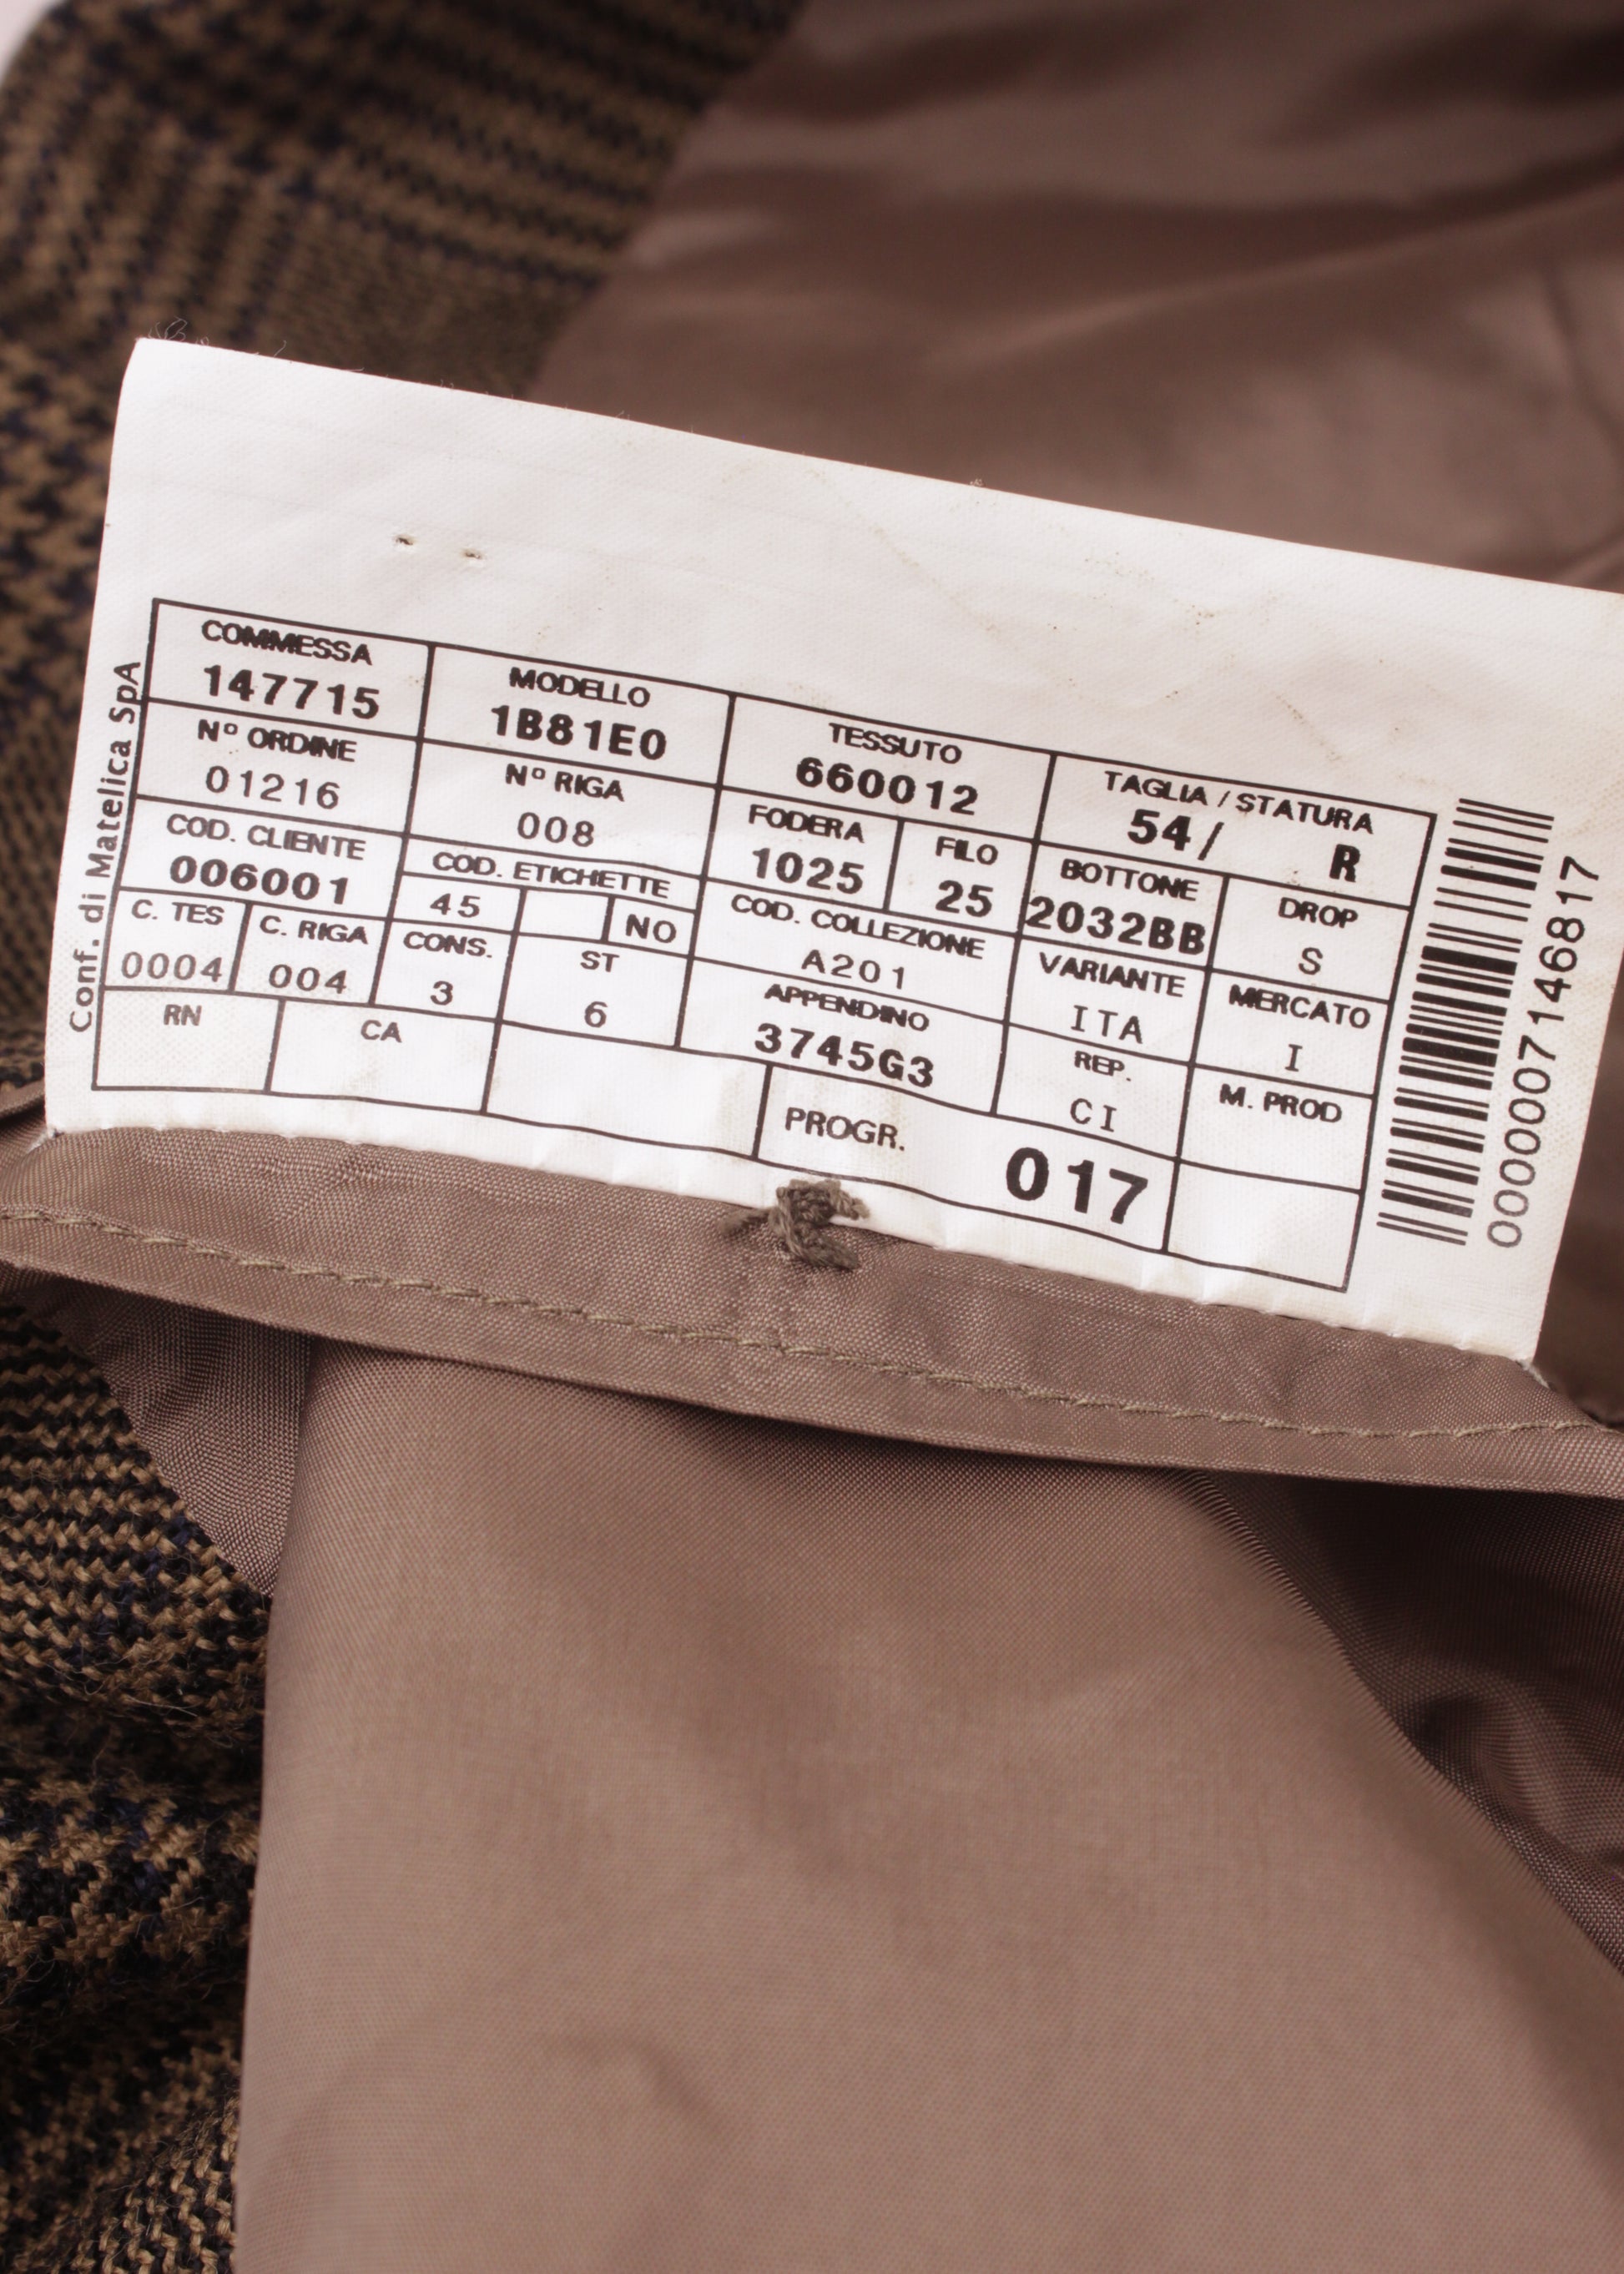 Conf. di Matelica SpA
COMMESSA
147715
MODELLO
1B81E0
TESSUTO
660012
TAGLIA / STATURA
54/ R
Nº ORDINE
01216
Nº RIGA
008
FODERA
1025
FILO
25
BOTTONE
2032BB
DROP
S
COD. CLIENTE
006001
COD. ETICHETTE
45 NO
COD. COLLEZIONE
A201
VARIANTE
ITA
MERCATO
I
C. TES
0004
C. RIGA
004
CONS.
3
ST
6
APPENDINO
3745G3
REP.
CI
M. PROD
RN
CA
PROGR. 017
0000007146817